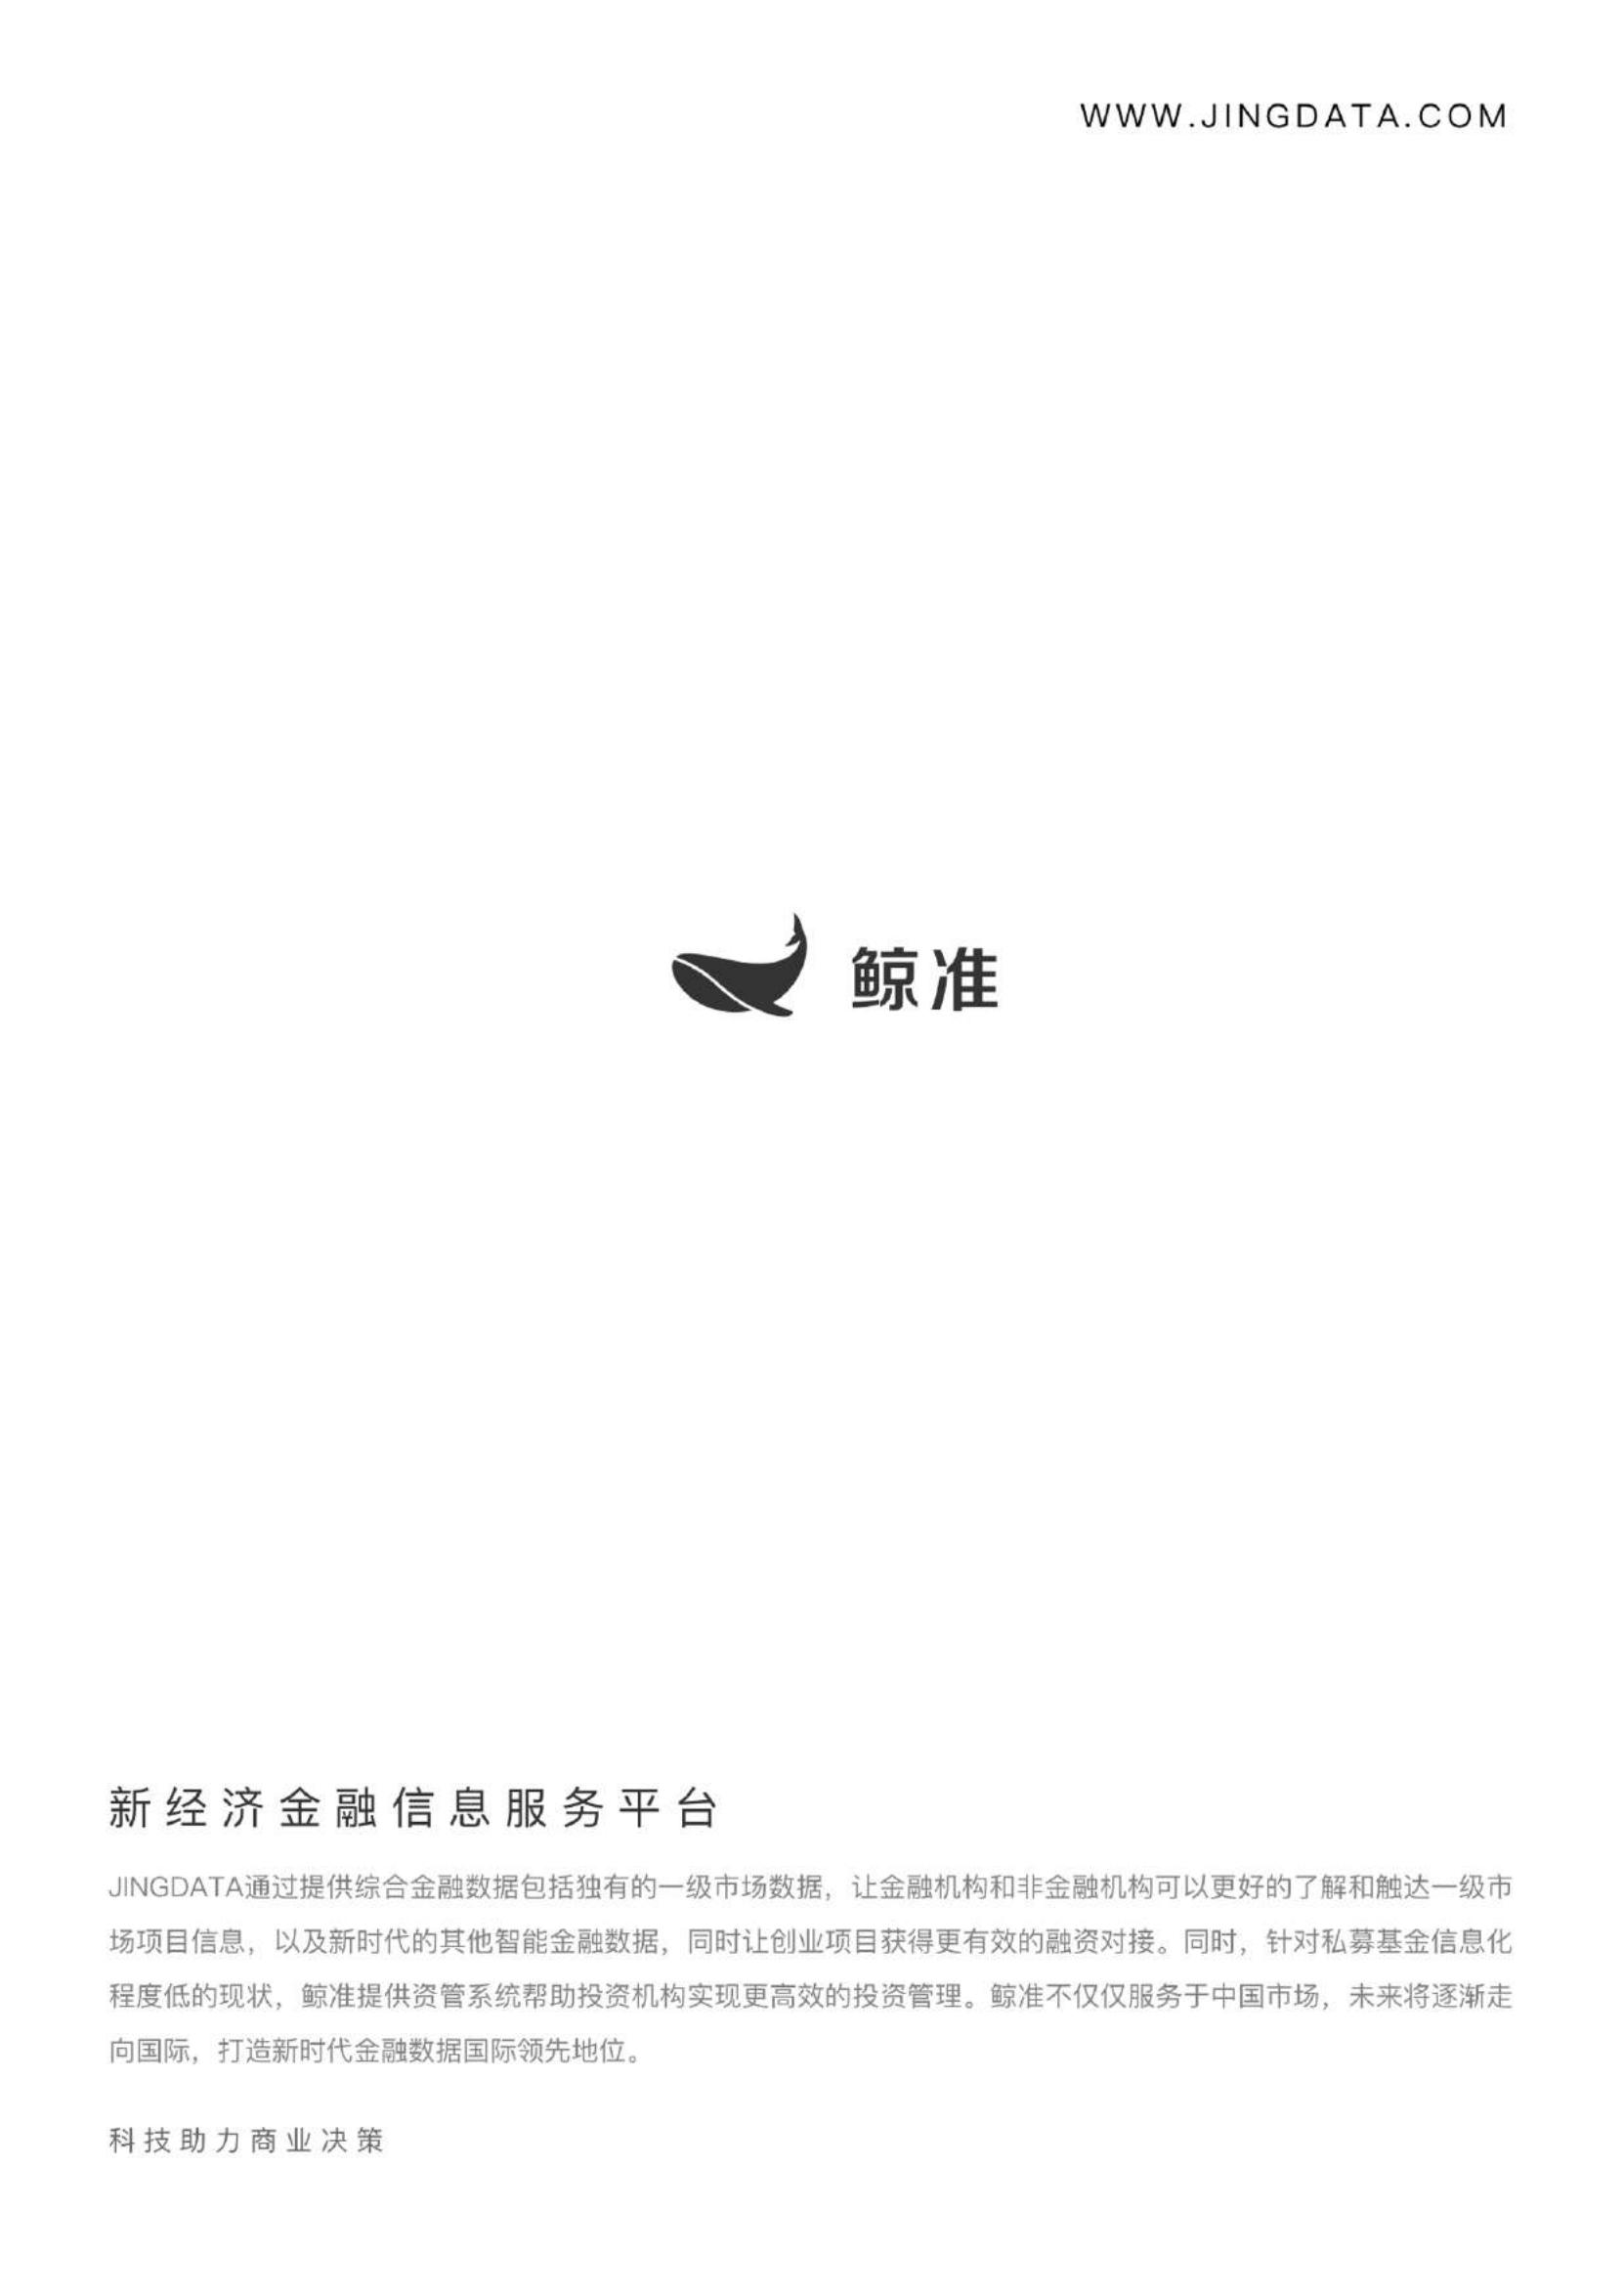 WWW.JINGDATA.COM
鲸准
新经济金融信息服务平台
JINGDATA通过提供综合金融数据包括独有的一级市场数据，让金融机构和非金融机构可以更好的了解和触达一级市
场项目信息，以及新时代的其他智能金融数据，同时让创业项目获得更有效的融资对接。同时，针对私募基金信息化
程度低的现状，鲸准提供资管系统帮助投资机构实现更高效的投资管理。鲸准不仅仅服务于中国市场，未来将逐渐走
向国际，打造新时代金融数据国际领先地位。
科技助力商业决策